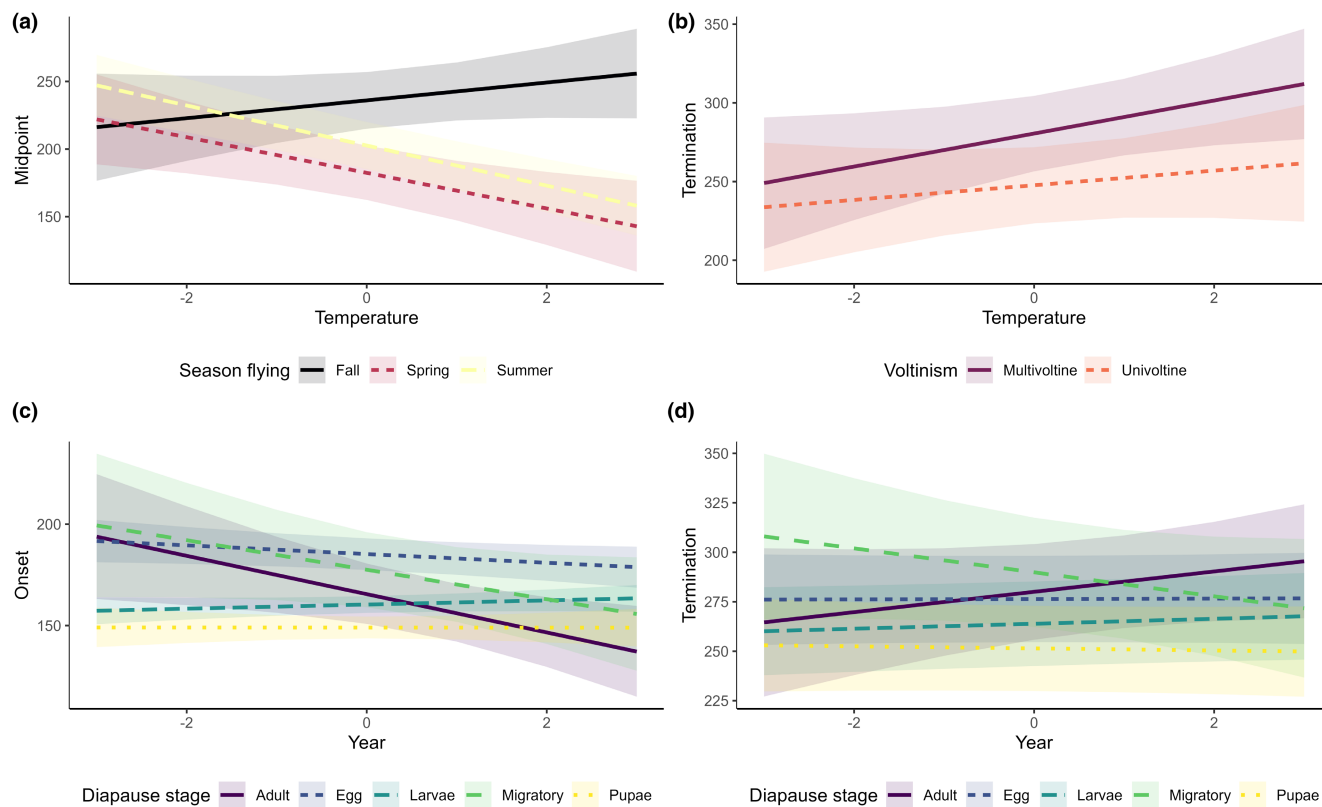 (a)
250
200
150
Midpoint
-2 0 2
Temperature
Season flying Fall Spring Summer
(b)
350
300
250
200
Termination
-2 0 2
Temperature
Voltinism Multivoltine Univoltine
(c)
200
150
Onset
-2 0 2
Year
Diapause stage Adult Egg Larvae Migratory Pupae
(d)
350
325
300
275
250
225
Termination
-2 0 2
Year
Diapause stage Adult Egg Larvae Migratory Pupae